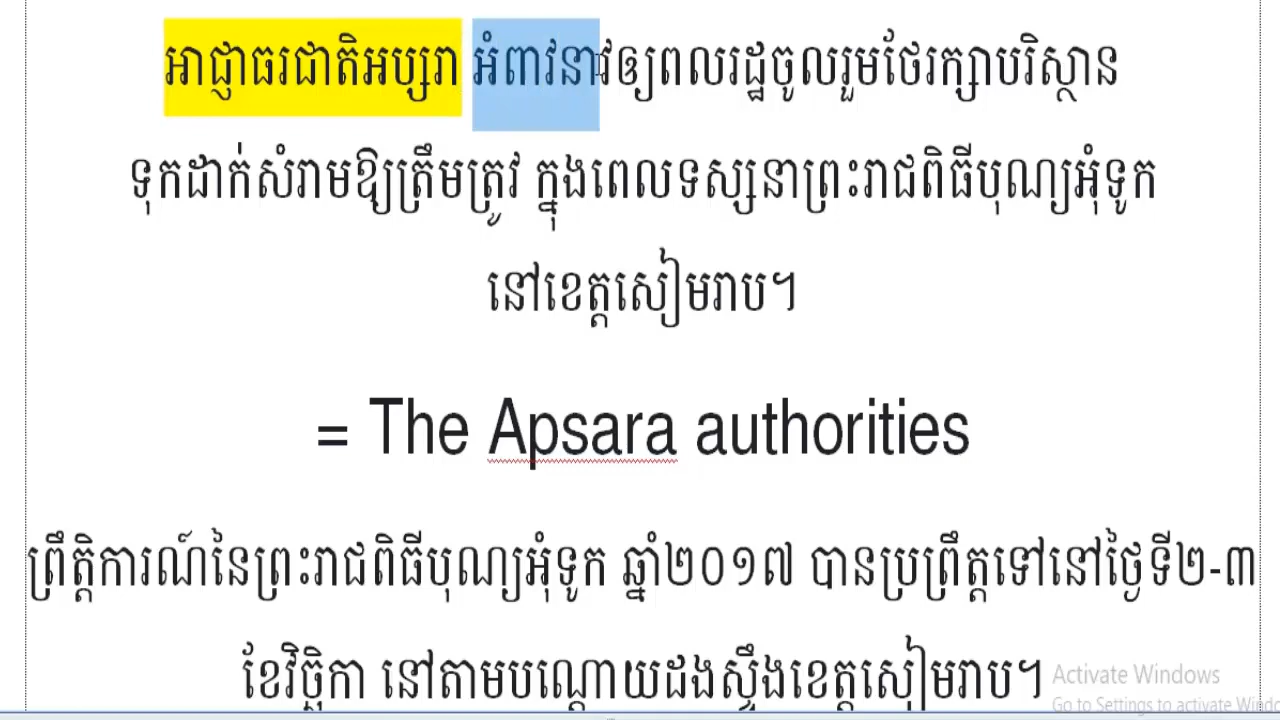 អាជ្ញាធរជាតិអប្សរា អំពាវនាវឲ្យពលរដ្ឋចូលរួមថែរក្សាបរិស្ថាន
ទុកដាក់សំរាមឱ្យត្រឹមត្រូវ ក្នុងពេលទស្សនាព្រះរាជពិធីបុណ្យអុំទូក
នៅខេត្តសៀមរាប។
= The Apsara authorities
ព្រឹត្តិការណ៍នៃព្រះរាជពិធីបុណ្យអុំទូក ឆ្នាំ២០១៧ បានប្រព្រឹត្តទៅនៅថ្ងៃទី២-៣
ខែវិច្ឆិកា នៅតាមបណ្តោយដងស្ទឹងខេត្តសៀមរាប។
Activate Windows
Go to Settings to activate Windo